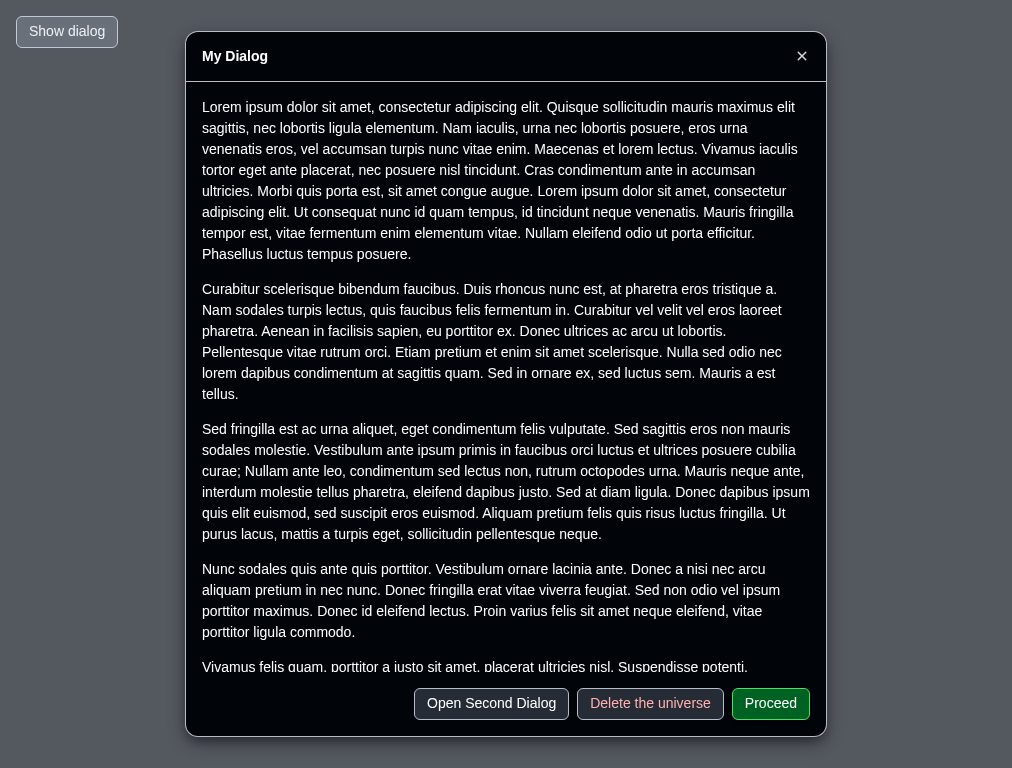 Show dialog
My Dialog
Lorem ipsum dolor sit amet, consectetur adipiscing elit. Quisque sollicitudin mauris maximus elit
sagittis, nec lobortis ligula elementum. Nam iaculis, urna nec lobortis posuere, eros urna
venenatis eros, vel accumsan turpis nunc vitae enim. Maecenas et lorem lectus. Vivamus iaculis
tortor eget ante placerat, nec posuere nisl tincidunt. Cras condimentum ante in accumsan
ultricies. Morbi quis porta est, sit amet congue augue. Lorem ipsum dolor sit amet, consectetur
adipiscing elit. Ut consequat nunc id quam tempus, id tincidunt neque venenatis. Mauris fringilla
tempor est, vitae fermentum enim elementum vitae. Nullam eleifend odio ut porta efficitur.
Phasellus luctus tempus posuere.
Curabitur scelerisque bibendum faucibus. Duis rhoncus nunc est, at pharetra eros tristique a.
Nam sodales turpis lectus, quis faucibus felis fermentum in. Curabitur vel velit vel eros laoreet
pharetra. Aenean in facilisis sapien, eu porttitor ex. Donec ultrices ac arcu ut lobortis.
Pellentesque vitae rutrum orci. Etiam pretium et enim sit amet scelerisque. Nulla sed odio nec
lorem dapibus condimentum at sagittis quam. Sed in ornare ex, sed luctus sem. Mauris a est
tellus.
Sed fringilla est ac urna aliquet, eget condimentum felis vulputate. Sed sagittis eros non mauris
sodales molestie. Vestibulum ante ipsum primis in faucibus orci luctus et ultrices posuere cubilia
curae; Nullam ante leo, condimentum sed lectus non, rutrum octopodes urna. Mauris neque ante,
interdum molestie tellus pharetra, eleifend dapibus justo. Sed at diam ligula. Donec dapibus ipsum
quis elit euismod, sed suscipit eros euismod. Aliquam pretium felis quis risus luctus fringilla. Ut
purus lacus, mattis a turpis eget, sollicitudin pellentesque neque.
Nunc sodales quis ante quis porttitor. Vestibulum ornare lacinia ante. Donec a nisi nec arcu
aliquam pretium in nec nunc. Donec fringilla erat vitae viverra feugiat. Sed non odio vel ipsum
porttitor maximus. Donec id eleifend lectus. Proin varius felis sit amet neque eleifend, vitae
porttitor ligula commodo.
Vivamus felis quam, porttitor a justo sit amet, placerat ultricies nisl. Suspendisse potenti.
Open Second Dialog
Delete the universe
Proceed